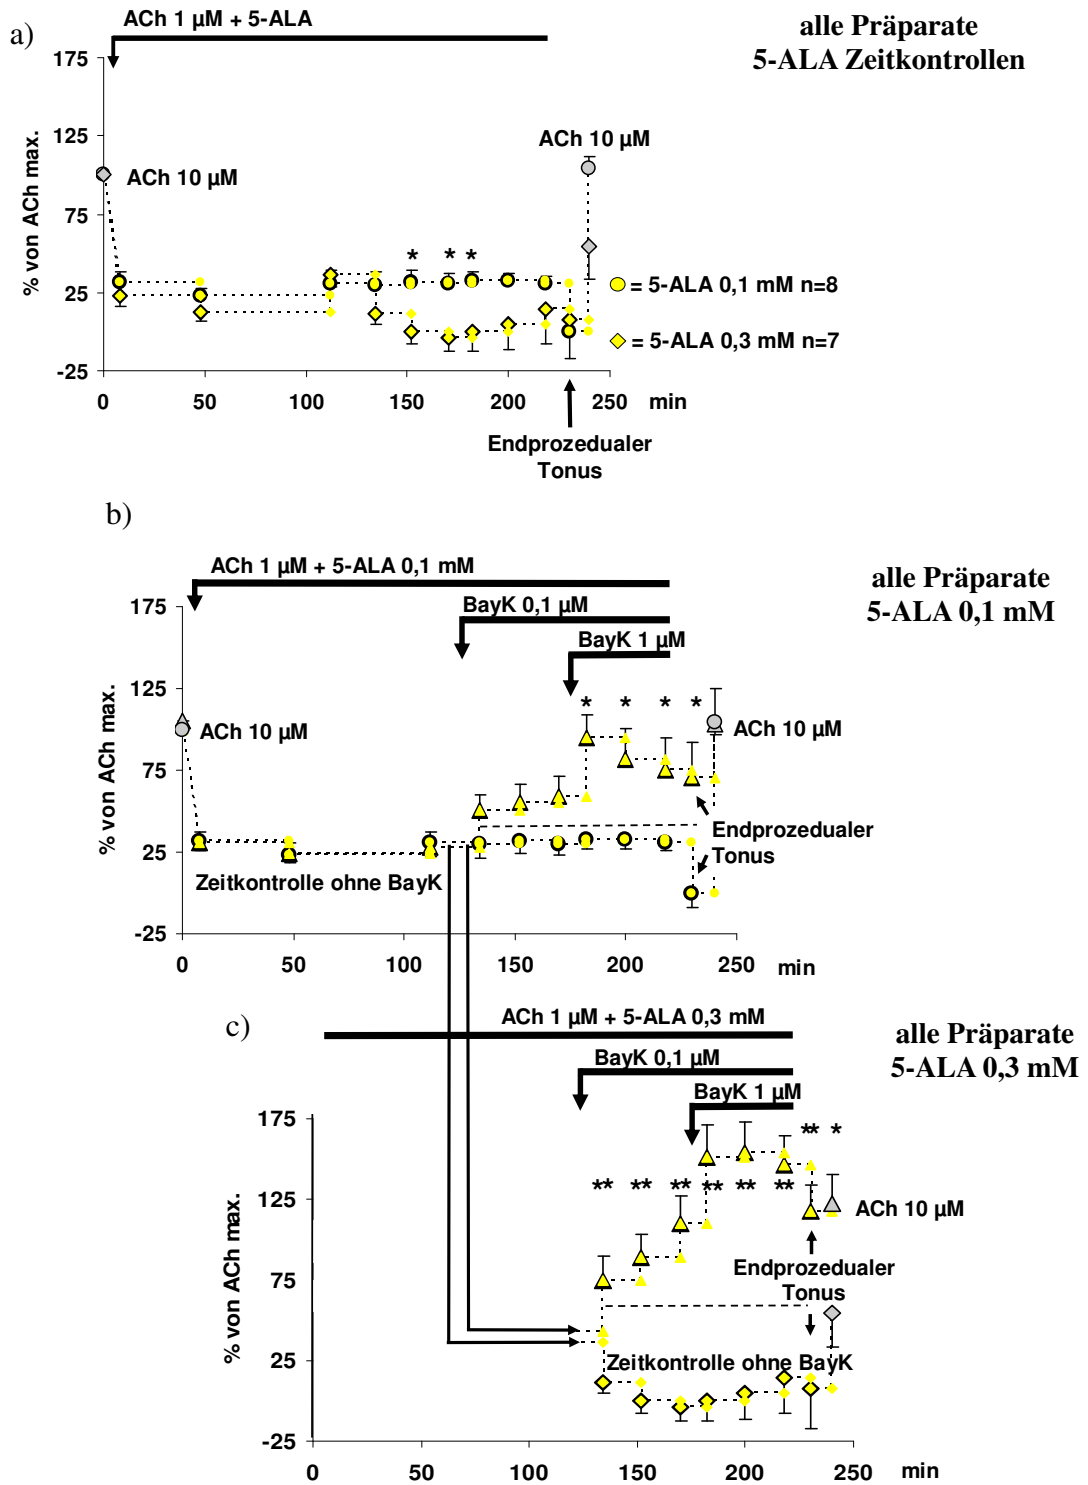 a)
ACh 1 µM + 5-ALA
alle Präparate
5-ALA Zeitkontrollen
175
125
75
25
-25
% von ACh max.
ACh 10 µM
ACh 10 µM
* * *
= 5-ALA 0,1 mM n=8
= 5-ALA 0,3 mM n=7
0 50 100 150 200 250 min
Endprozedualer
Tonus
b)
ACh 1 µM + 5-ALA 0,1 mM
alle Präparate
5-ALA 0,1 mM
BayK 0,1 µM
BayK 1 µM
175
125
75
25
-25
% von ACh max.
* * * *
ACh 10 µM
ACh 10 µM
Endprozedualer
Tonus
Zeitkontrolle ohne BayK
0 50 100 150 200 250 min
c)
ACh 1 µM + 5-ALA 0,3 mM
alle Präparate
5-ALA 0,3 mM
BayK 0,1 µM
BayK 1 µM
175
125
75
25
-25
% von ACh max.
** *
** ** ** ** ** **
ACh 10 µM
Endprozedualer
Tonus
Zeitkontrolle ohne BayK
0 50 100 150 200 250 min